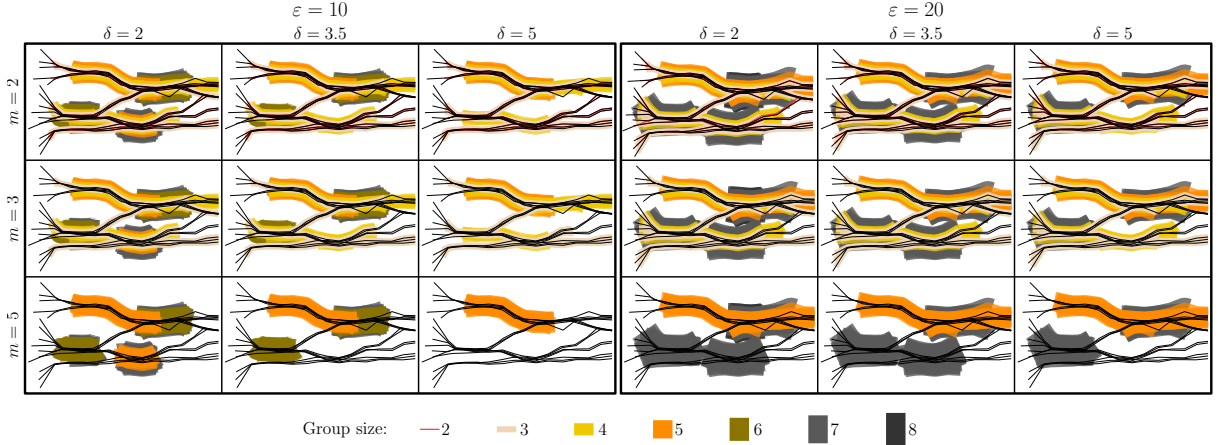 ε = 10 ε = 20
δ = 2 δ = 3.5 δ = 5 δ = 2 δ = 3.5 δ = 5
m = 2
m = 3
m = 5
Group size: 2 3 4 5 6 7 8